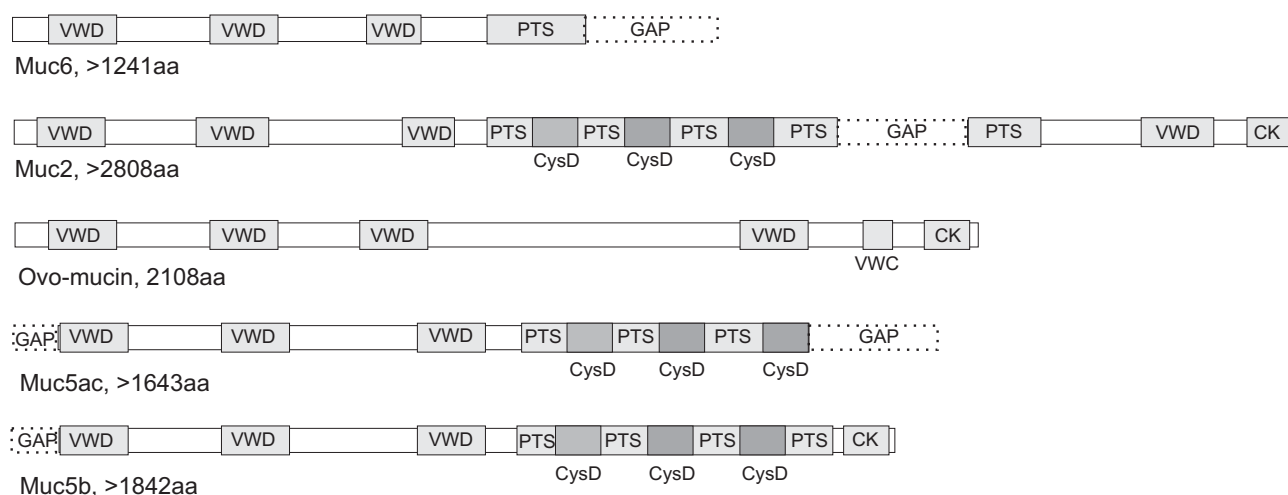 VWD VWD VWD PTS GAP
Muc6, >1241aa
VWD VWD VWD PTS PTS PTS PTS GAP PTS VWD CK
CysD CysD CysD
Muc2, >2808aa
VWD VWD VWD VWD CK
VWC
Ovo-mucin, 2108aa
GAP VWD VWD VWD PTS PTS PTS GAP
CysD CysD CysD
Muc5ac, >1643aa
GAP VWD VWD VWD PTS PTS PTS PTS CK
CysD CysD CysD
Muc5b, >1842aa